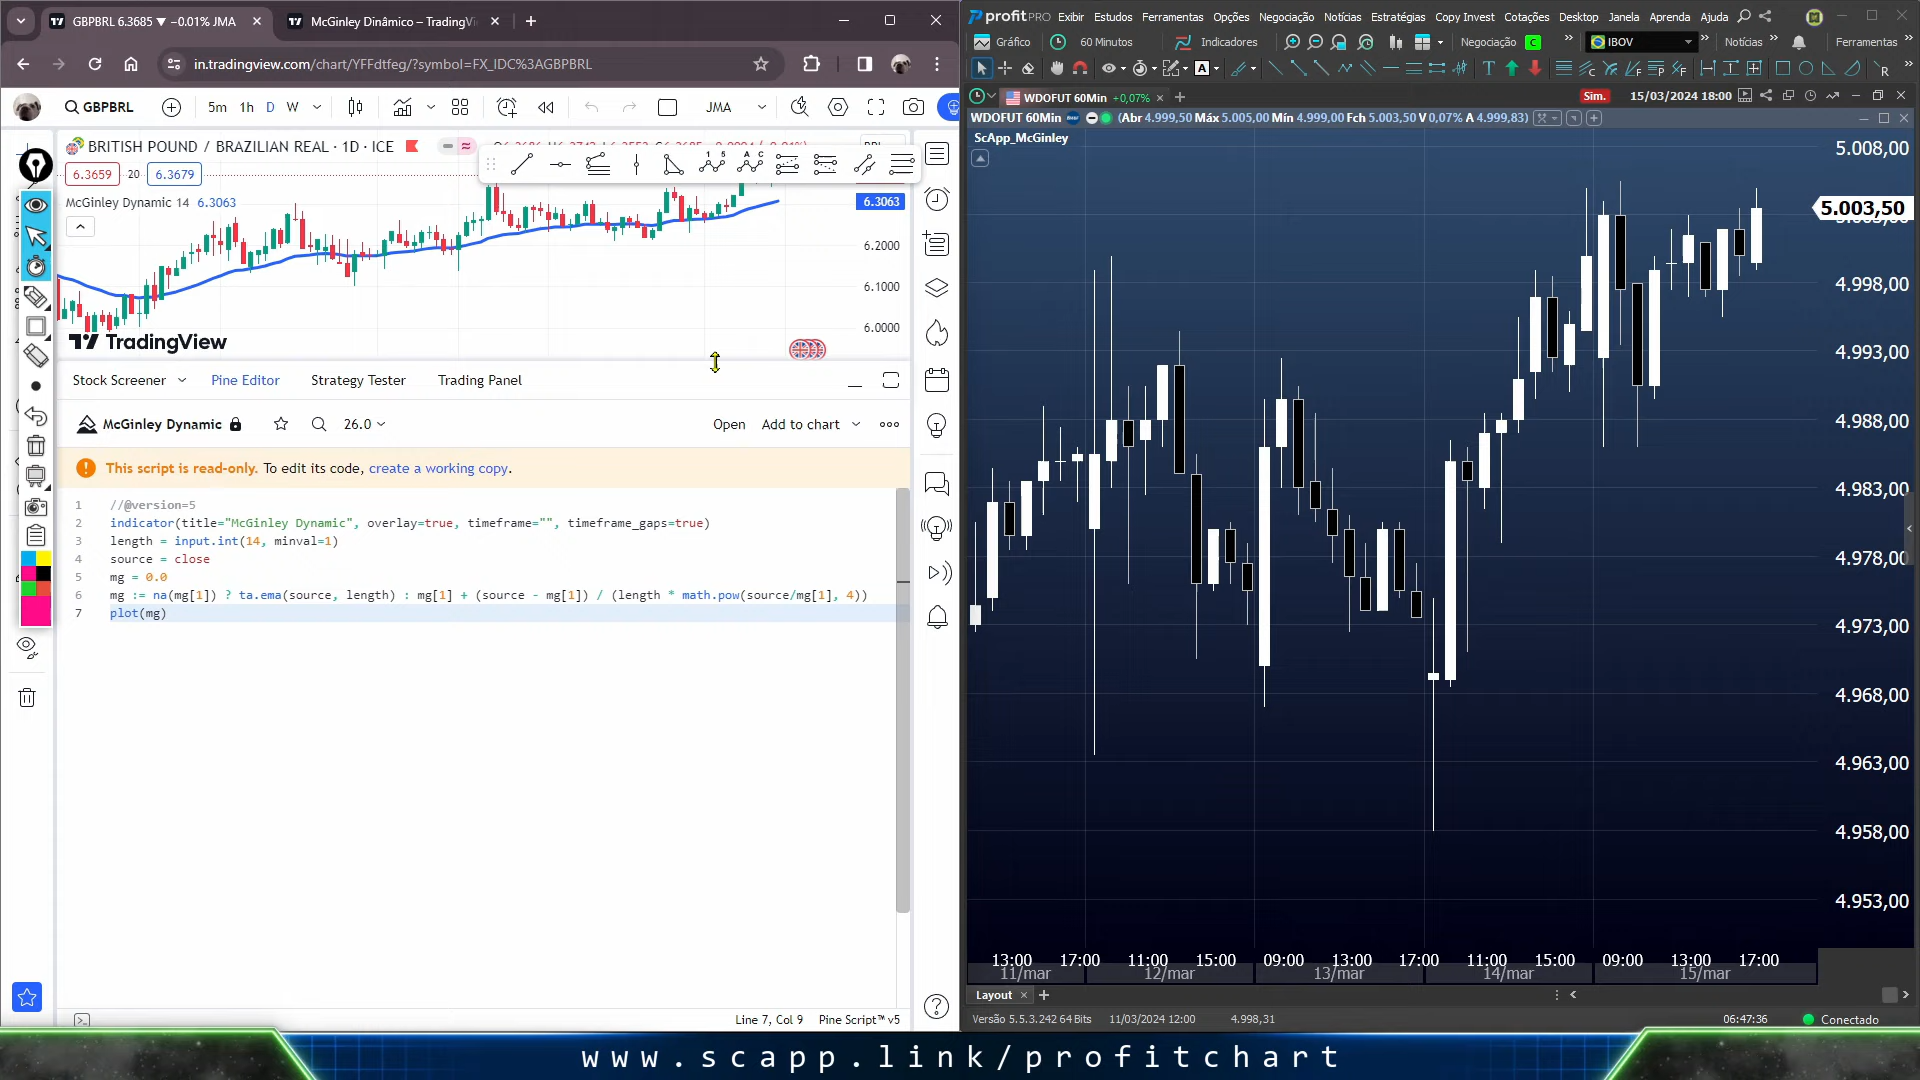 GBPBRL 6.3685 ▼ −0.01% JMA
McGinley Dinâmico – TradingVi
in.tradingview.com/chart/YFFdtfeg/?symbol=FX_IDC%3AGBPBRL
GBPBRL
5m
1h
D
W
JMA
BRITISH POUND / BRAZILIAN REAL · 1D · ICE
6.3659
20
6.3679
McGinley Dynamic 14
6.3063
6.3063
6.2000
6.1000
6.0000
TradingView
Stock Screener
Pine Editor
Strategy Tester
Trading Panel
McGinley Dynamic
26.0
Open
Add to chart
This script is read-only. To edit its code, create a working copy.
1 //@version=5
2 indicator(title="McGinley Dynamic", overlay=true, timeframe="", timeframe_gaps=true)
3 length = input.int(14, minval=1)
4 source = close
5 mg = 0.0
6 mg := na(mg[1]) ? ta.ema(source, length) : mg[1] + (source - mg[1]) / (length * math.pow(source/mg[1], 4))
7 plot(mg)
Line 7, Col 9
Pine Script™ v5
profitPRO
Exibir
Estudos
Ferramentas
Opções
Negociação
Notícias
Estratégias
Copy Invest
Cotações
Desktop
Janela
Aprenda
Ajuda
Gráfico
60 Minutos
Indicadores
Negociação
C
IBOV
Notícias
Ferramentas
WDOFUT 60Min +0,07%
Sim.
15/03/2024 18:00
WDOFUT 60Min
(Abr 4.999,50 Máx 5.005,00 Mín 4.999,00 Fch 5.003,50 V 0,07% A 4.999,83)
ScApp_McGinley
5.008,00
5.003,50
4.998,00
4.993,00
4.988,00
4.983,00
4.978,00
4.973,00
4.968,00
4.963,00
4.958,00
4.953,00
13:00 17:00 11:00 15:00 09:00 13:00 17:00 11:00 15:00 09:00 13:00 17:00
11/mar 12/mar 13/mar 14/mar 15/mar
Layout
Versão 5.5.3.242 64 Bits
11/03/2024 12:00
4.998,31
06:47:36
Conectado
www.scapp.link/profitchart